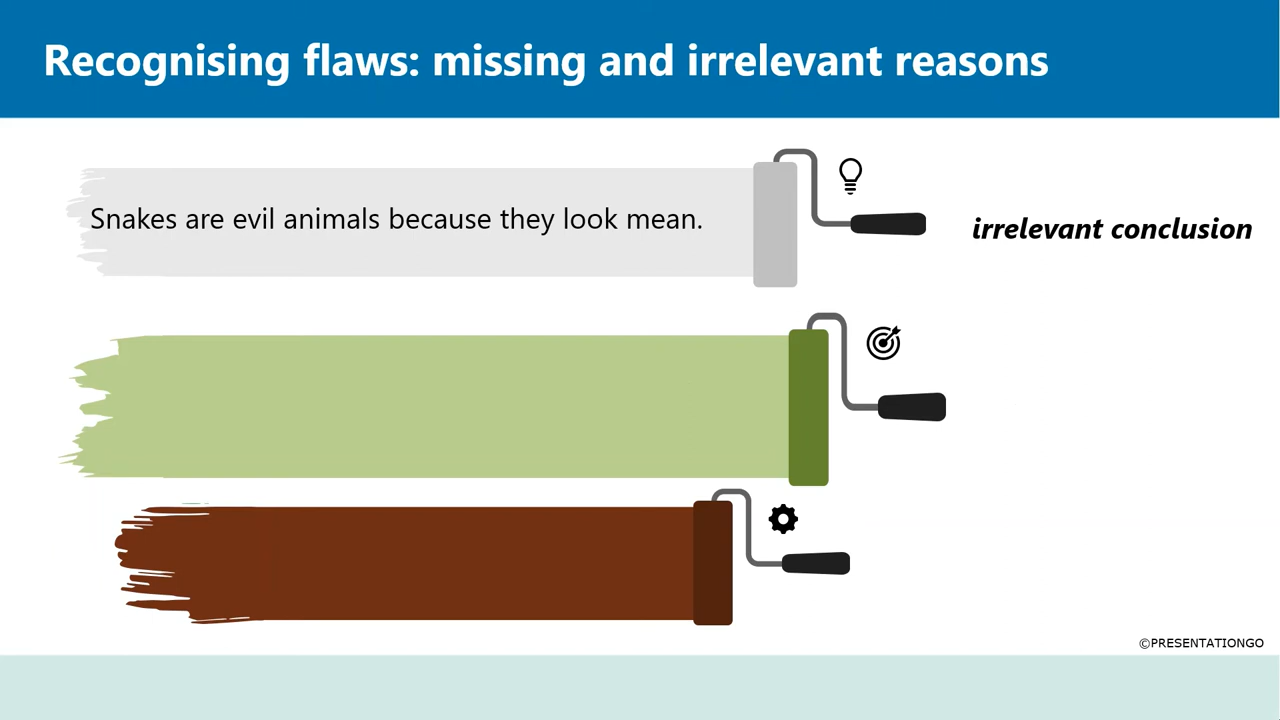 Recognising flaws: missing and irrelevant reasons
Snakes are evil animals because they look mean.
irrelevant conclusion
©PRESENTATIONGO